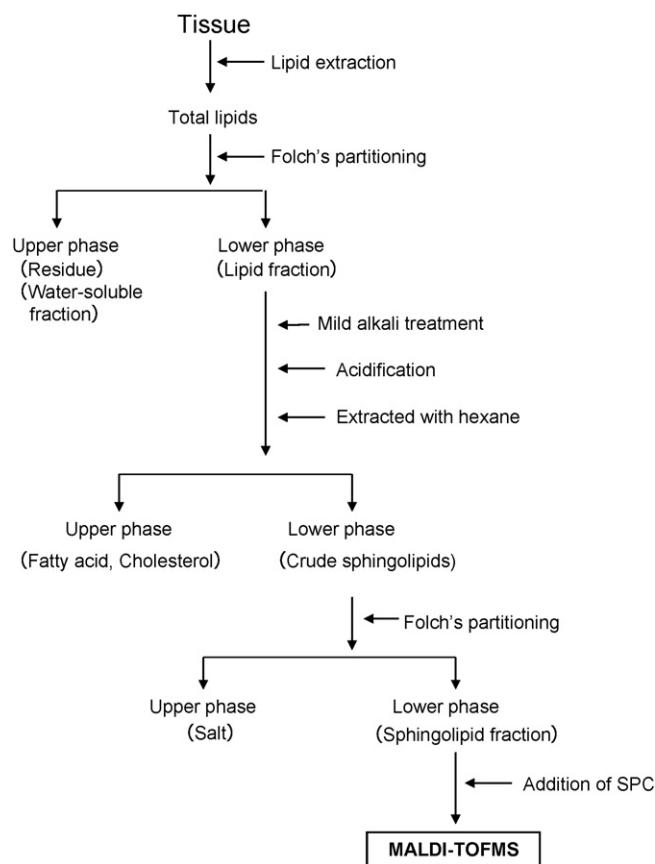 Tissue
Lipid extraction
Total lipids
Folch's partitioning
Upper phase
(Residue)
(Water-soluble
fraction)
Lower phase
(Lipid fraction)
Mild alkali treatment
Acidification
Extracted with hexane
Upper phase
(Fatty acid, Cholesterol)
Lower phase
(Crude sphingolipids)
Folch's partitioning
Upper phase
(Salt)
Lower phase
(Sphingolipid fraction)
Addition of SPC
MALDI-TOFMS